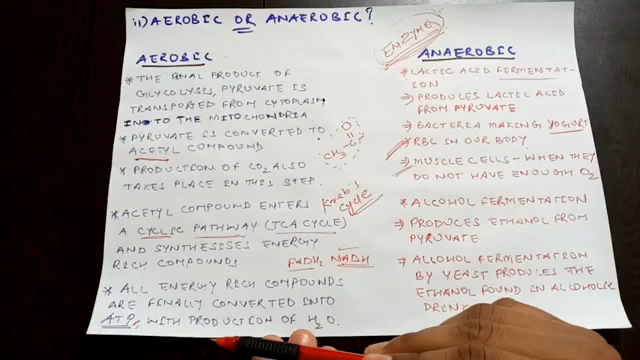 ii) AEROBIC OR ANAEROBIC?
AEROBIC
* THE FINAL PRODUCT OF
GLYCOLYSIS, PYRUVATE IS
TRANSPORTED FROM CYTOPLASM
INTO THE MITOCHONDRIA.
* PYRUVATE IS CONVERTED TO
ACETYL COMPOUND
* PRODUCTION OF CO2 ALSO
TAKES PLACE IN THIS STEP.
* ACETYL COMPOUND ENTERS
A CYCLIC PATHWAY (TCA CYCLE)
AND SYNTHESISES ENERGY
RICH COMPOUNDS
FADH2 NADH
* ALL ENERGY RICH COMPOUNDS
ARE FINALLY CONVERTED INTO
ATP, WITH PRODUCTION OF H2O.
O
CH3
Kreb's
cycle
ENZYME
ANAEROBIC
* LACTIC ACID FERMENTAT-
ION
⇒ PRODUCES LACTIC ACID
FROM PYRUVATE
⇒ BACTERIA MAKING YOGURT
⇒ RBC IN OUR BODY
⇒ MUSCLE CELLS - WHEN THEY
DO NOT HAVE ENOUGH O2
* ALCOHOL FERMENTATION
⇒ PRODUCES ETHANOL FROM
PYRUVATE
⇒ ALCOHOL FERMENTATION
BY YEAST PRODUCES THE
ETHANOL FOUND IN ALCOHOLIC